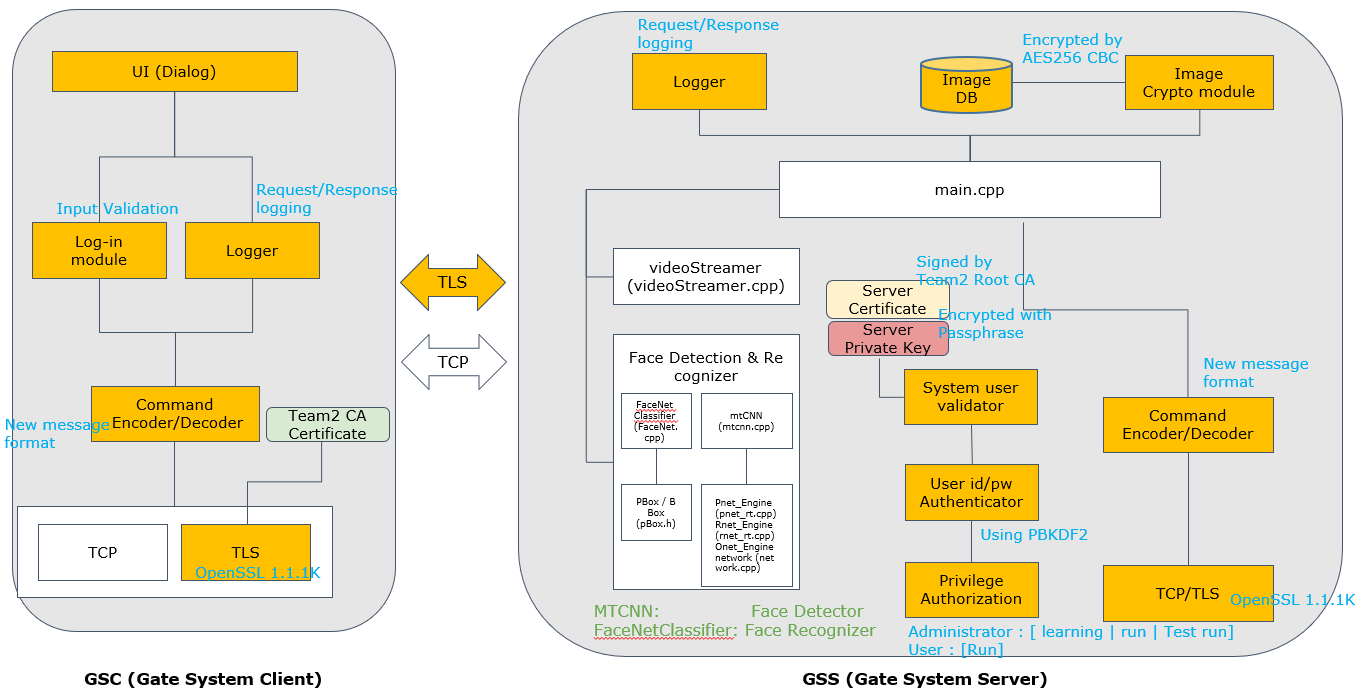 UI (Dialog)
Input Validation
Request/Response
logging
Log-in
module
Logger
New message
format
Command
Encoder/Decoder
Team2 CA
Certificate
TCP
TLS
OpenSSL 1.1.1K
GSC (Gate System Client)
TLS
TCP
Request/Response
logging
Logger
Image
DB
Encrypted by
AES256 CBC
Image
Crypto module
main.cpp
videoStreamer
(videoStreamer.cpp)
Face Detection & Re
cognizer
FaceNet
Classifier
(FaceNet.
cpp)
mtCNN
(mtcnn.cpp)
PBox / B
Box
(pBox.h)
Pnet_Engine
(pnet_rt.cpp)
Rnet_Engine
(rnet_rt.cpp)
Onet_Engine
network (net
work.cpp)
MTCNN: Face Detector
FaceNetClassifier: Face Recognizer
Signed by
Team2 Root CA
Server
Certificate
Encrypted with
Passphrase
Server
Private Key
System user
validator
User id/pw
Authenticator
Using PBKDF2
Privilege
Authorization
Administrator : [ learning | run | Test run]
User : [Run]
New message
format
Command
Encoder/Decoder
TCP/TLS
OpenSSL 1.1.1K
GSS (Gate System Server)